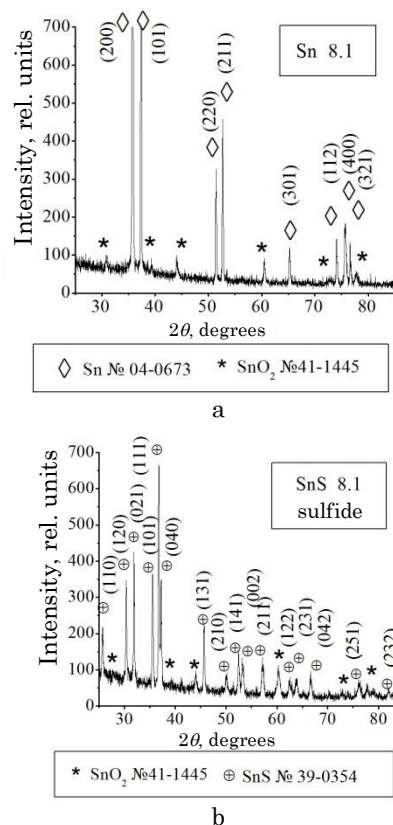 Intensity, rel. units
700
600
500
400
300
200
100
0
(200)
(101)
(220)
(211)
(301)
(112)
(400)
(321)
Sn 8.1
* * * * * *
30 40 50 60 70 80
2θ, degrees
◇ Sn № 04-0673 * SnO₂ №41-1445
a
Intensity, rel. units
700
600
500
400
300
200
100
0
(110)
(120)
(021)
(101)
(111)
(040)
(131)
(210)
(141)
(002)
(211)
(122)
(231)
(042)
(251)
(232)
SnS 8.1
sulfide
* * * * * *
30 40 50 60 70 80
2θ, degrees
* SnO₂ №41-1445 ⊕ SnS № 39-0354
b